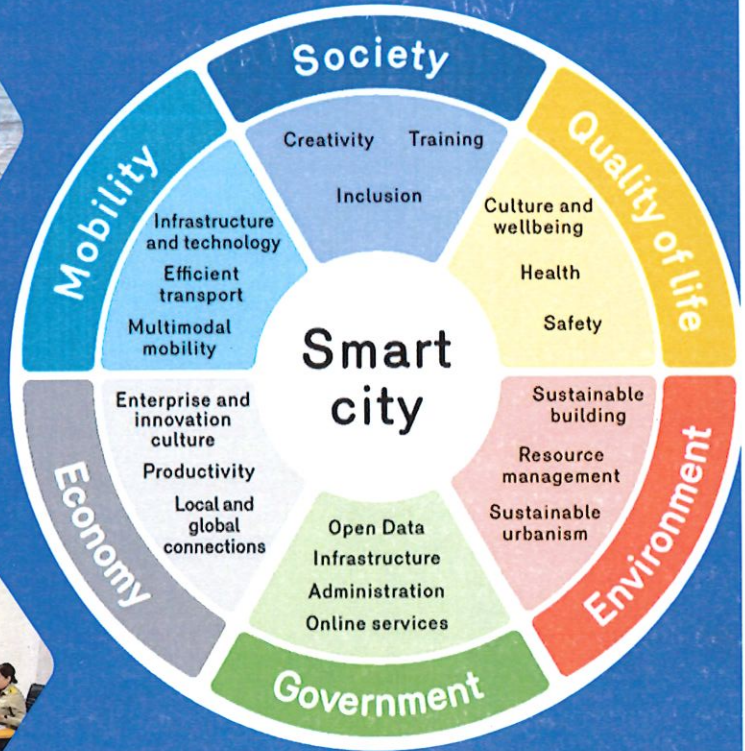 Society
Creativity Training
Inclusion
Quality of life
Culture and
wellbeing
Health
Safety
Environment
Sustainable
building
Resource
management
Sustainable
urbanism
Government
Open Data
Infrastructure
Administration
Online services
Economy
Enterprise and
innovation
culture
Productivity
Local and
global
connections
Mobility
Infrastructure
and technology
Efficient
transport
Multimodal
mobility
Smart
city